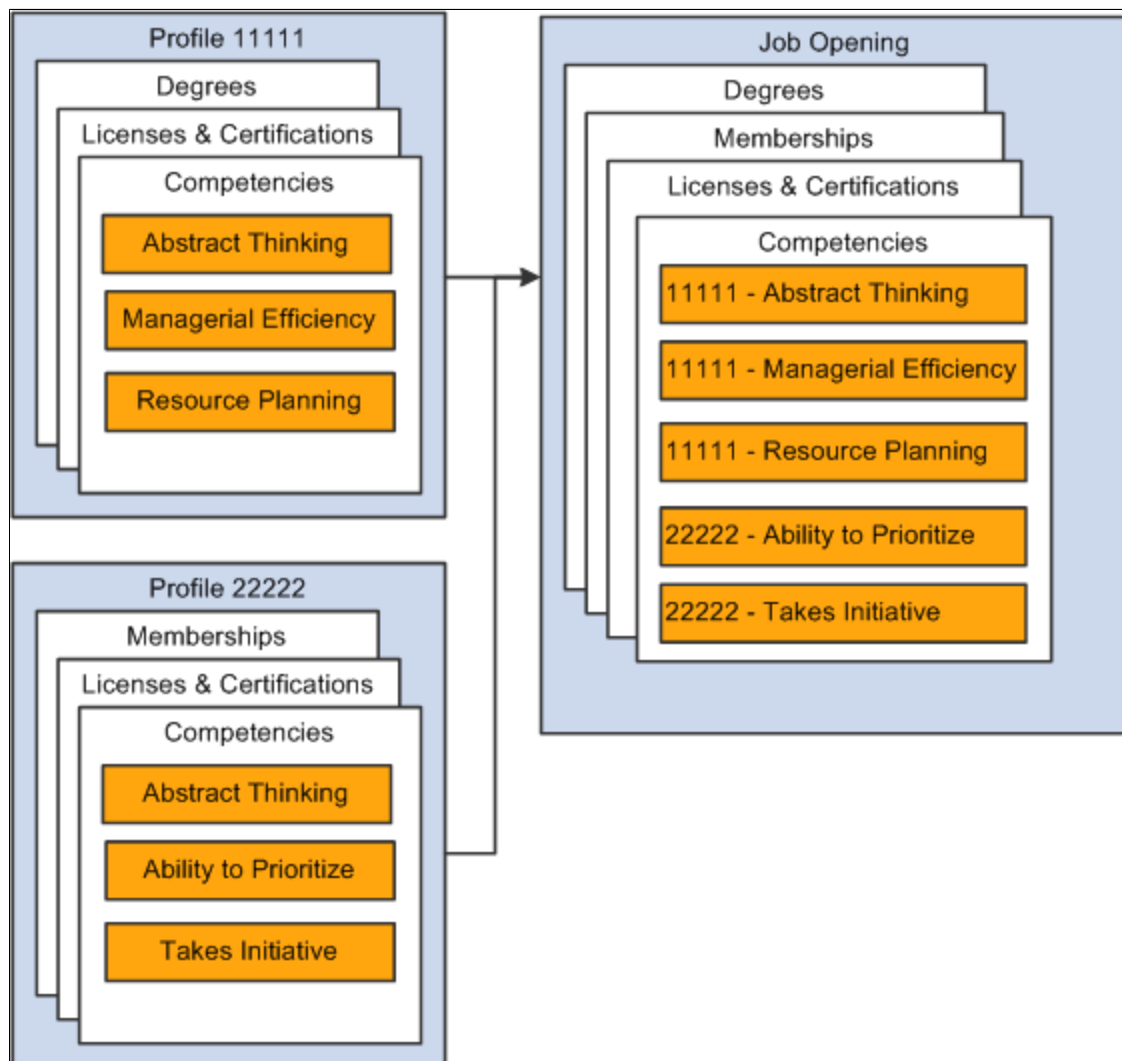 Profile 11111
Degrees
Licenses & Certifications
Competencies
Abstract Thinking
Managerial Efficiency
Resource Planning
Profile 22222
Memberships
Licenses & Certifications
Competencies
Abstract Thinking
Ability to Prioritize
Takes Initiative
Job Opening
Degrees
Memberships
Licenses & Certifications
Competencies
11111 - Abstract Thinking
11111 - Managerial Efficiency
11111 - Resource Planning
22222 - Ability to Prioritize
22222 - Takes Initiative